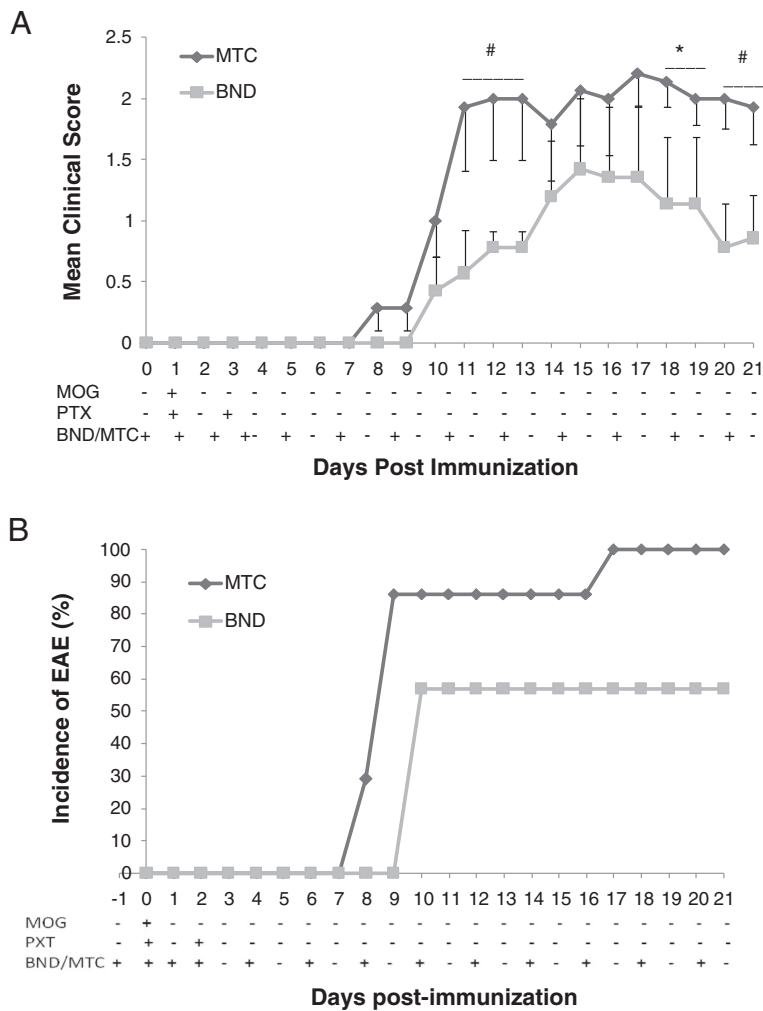 A
2.5
2
1.5
1
0.5
0
Mean Clinical Score
MTC
BND
# * #
0 1 2 3 4 5 6 7 8 9 10 11 12 13 14 15 16 17 18 19 20 21
MOG - + - - - - - - - - - - - - - - - - - - - -
PTX - + - + - - - - - - - - - - - - - - - - - -
BND/MTC + + + +- + - + - + - + - + - + - + - + - + -
Days Post Immunization
B
100
90
80
70
60
50
40
30
20
10
0
Incidence of EAE (%)
MTC
BND
-1 0 1 2 3 4 5 6 7 8 9 10 11 12 13 14 15 16 17 18 19 20 21
MOG - + - - - - - - - - - - - - - - - - - - - - -
PXT - + - + - - - - - - - - - - - - - - - - - - -
BND/MTC + + + + - + - + - + - + - + - + - + - + - + -
Days post-immunization